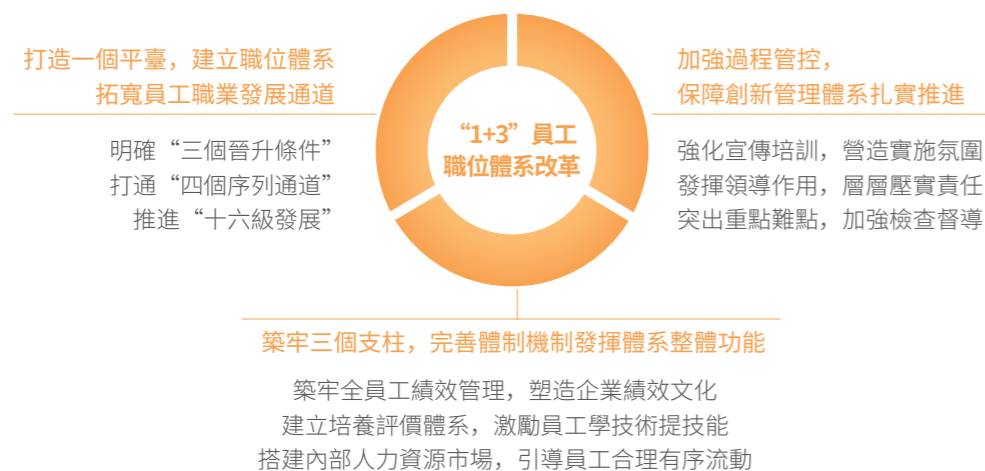 打造一個平臺，建立職位體系
拓寬員工職業發展通道
明確“三個晉升條件”
打通“四個序列通道”
推進“十六級發展”
“1+3”員工
職位體系改革
加強過程管控，
保障創新管理體系扎實推進
強化宣傳培訓，營造實施氛圍
發揮領導作用，層層壓實責任
突出重點難點，加強檢查督導
築牢三個支柱，完善體制機制發揮體系整體功能
築牢全員工績效管理，塑造企業績效文化
建立培養評價體系，激勵員工學技術提技能
搭建內部人力資源市場，引導員工合理有序流動